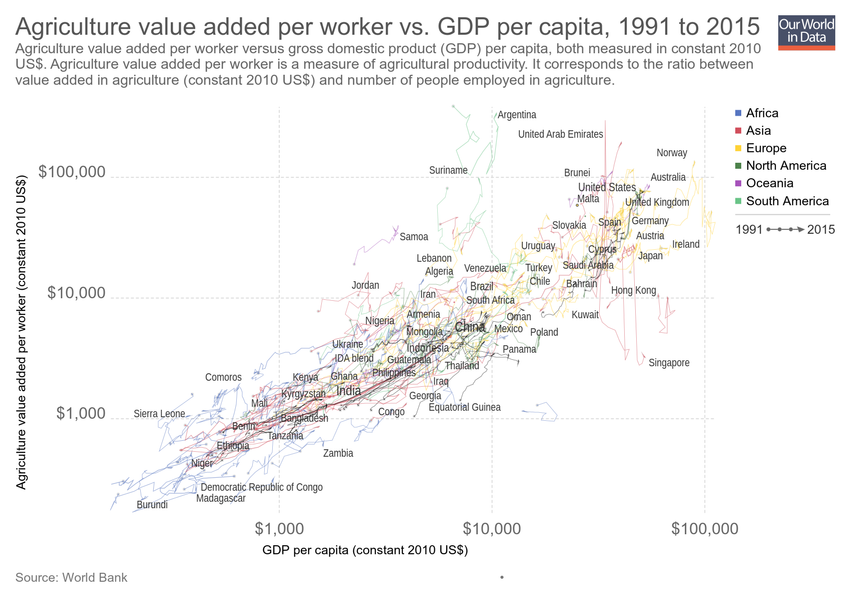 Agriculture value added per worker vs. GDP per capita, 1991 to 2015
Our World
in Data
Agriculture value added per worker versus gross domestic product (GDP) per capita, both measured in constant 2010
US$. Agriculture value added per worker is a measure of agricultural productivity. It corresponds to the ratio between
value added in agriculture (constant 2010 US$) and number of people employed in agriculture.
Africa
Asia
Europe
North America
Oceania
South America
1991
2015
Agriculture value added per worker (constant 2010 US$)
$100,000
$10,000
$1,000
Argentina
United Arab Emirates
Norway
Suriname
Brunei
Australia
United States
Malta
United Kingdom
Slovakia
Spain
Germany
Samoa
Austria
Uruguay
Cyprus
Ireland
Lebanon
Japan
Algeria
Venezuela
Turkey
Saudi Arabia
Jordan
Iran
Brazil
Chile
Bahrain
Hong Kong
South Africa
Nigeria
Armenia
Oman
Kuwait
Mongolia
China
Mexico
Poland
Ukraine
Indonesia
Panama
IDA blend
Guatemala
Thailand
Singapore
Comoros
Kenya
Ghana
Philippines
Iraq
Kyrgyzstan
India
Georgia
Mali
Equatorial Guinea
Sierra Leone
Congo
Benin
Bangladesh
Tanzania
Ethiopia
Zambia
Niger
Democratic Republic of Congo
Madagascar
Burundi
$1,000
$10,000
$100,000
GDP per capita (constant 2010 US$)
Source: World Bank